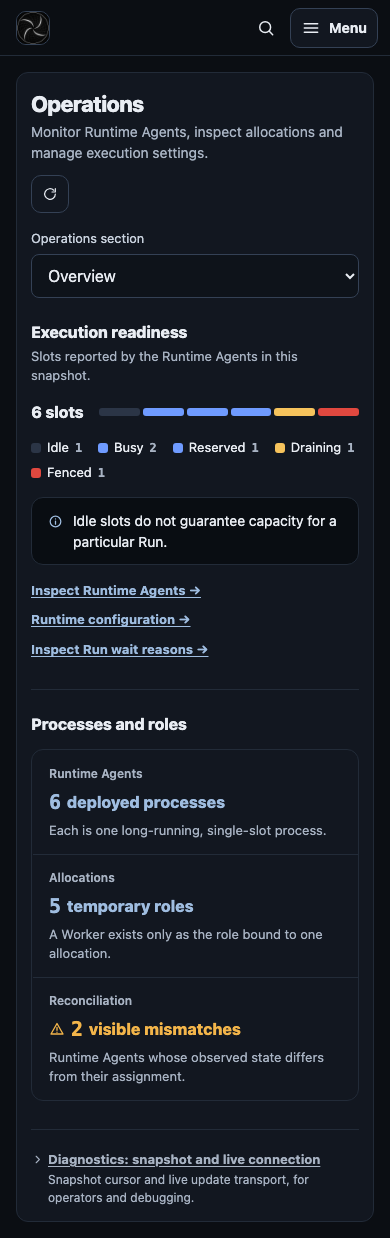 Menu
Operations
Monitor Runtime Agents, inspect allocations and
manage execution settings.
Operations section
Overview
Execution readiness
Slots reported by the Runtime Agents in this
snapshot.
6 slots
Idle 1 Busy 2 Reserved 1 Draining 1
Fenced 1
Idle slots do not guarantee capacity for a
particular Run.
Inspect Runtime Agents →
Runtime configuration →
Inspect Run wait reasons →
Processes and roles
Runtime Agents
6 deployed processes
Each is one long-running, single-slot process.
Allocations
5 temporary roles
A Worker exists only as the role bound to one
allocation.
Reconciliation
2 visible mismatches
Runtime Agents whose observed state differs
from their assignment.
Diagnostics: snapshot and live connection
Snapshot cursor and live update transport, for
operators and debugging.